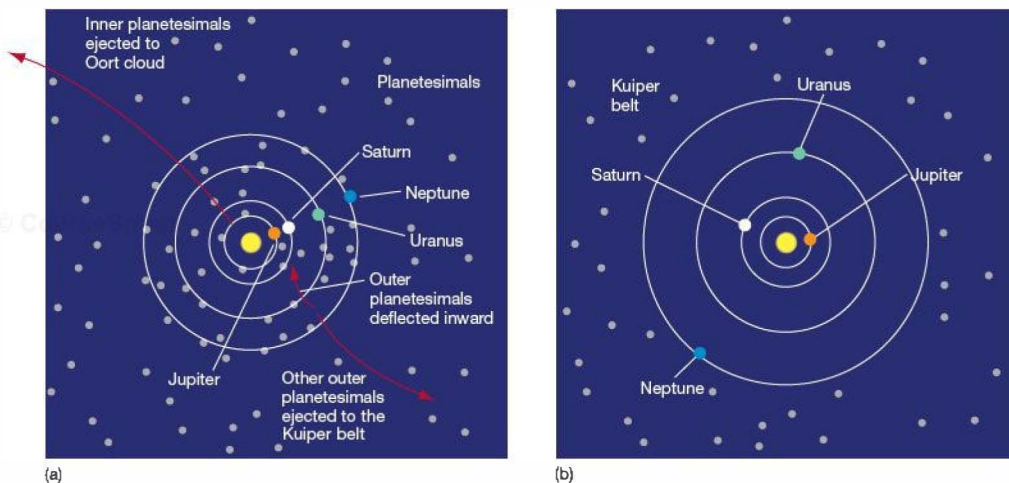 Inner planetesimals
ejected to
Oort cloud
Planetesimals
Saturn
Neptune
Uranus
Outer
planetesimals
deflected inward
Jupiter
Other outer
planetesimals
ejected to the
Kuiper belt
(a)
Kuiper
belt
Uranus
Saturn
Jupiter
Neptune
(b)